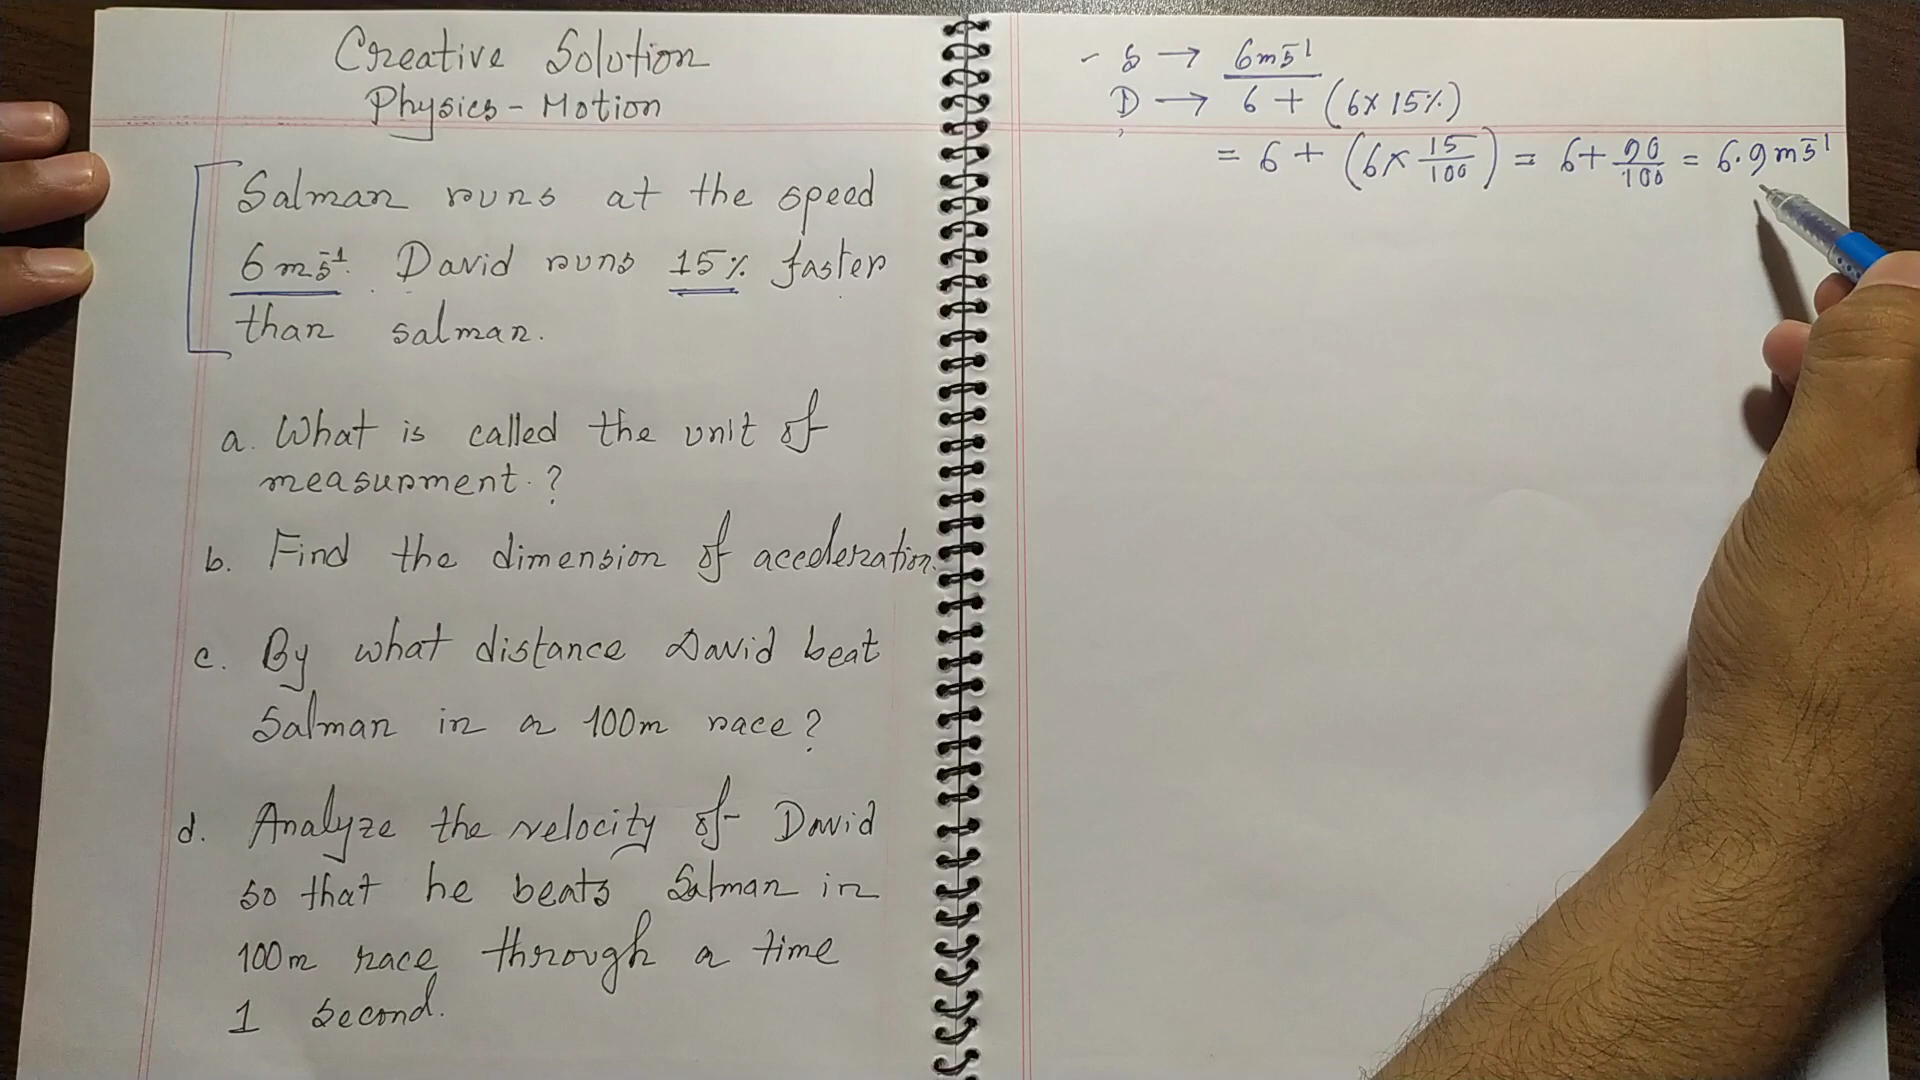 Creative Solution
Physics - Motion
Salman runs at the speed
6 ms⁻¹. David runs 15% faster
than salman.
a. What is called the unit of
measurment. ?
b. Find the dimension of acceleration.
c. By what distance David beat
Salman in a 100m race?
d. Analyze the velocity of David
so that he beats Salman in
100m race through a time
1 second.
- S → 6ms⁻¹
D → 6 + (6 x 15%)
= 6 + (6 x 15/100) = 6 + 90/100 = 6.9 ms⁻¹